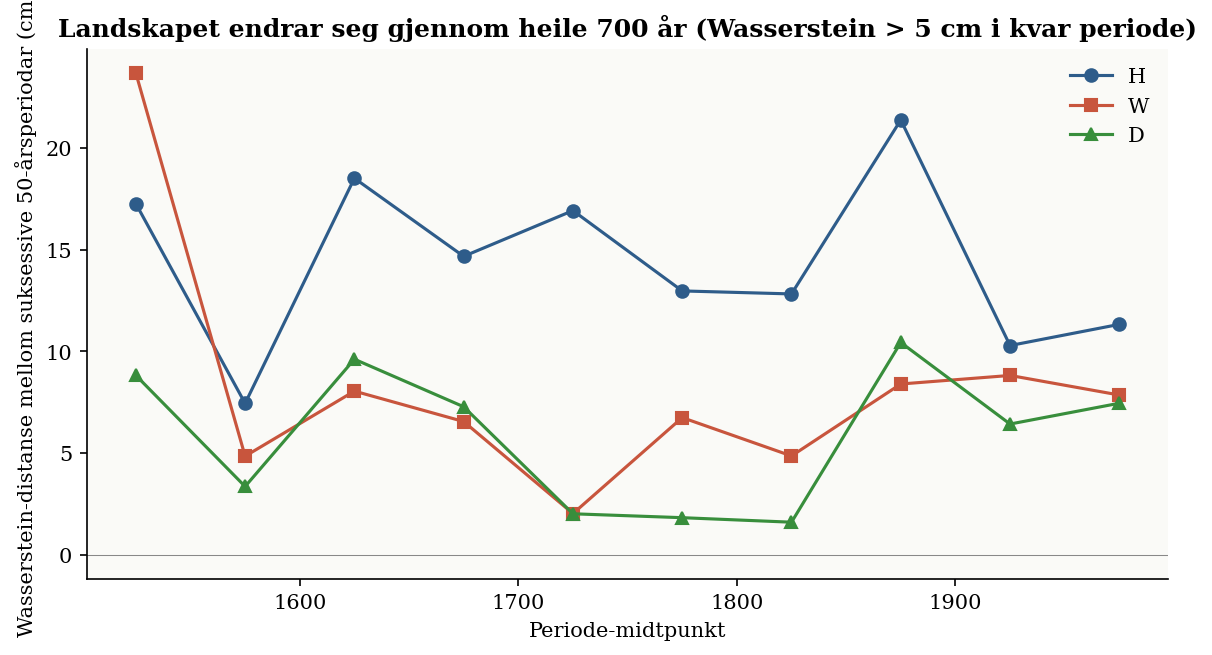 Landskapet endrar seg gjennom heile 700 år (Wasserstein > 5 cm i kvar periode)
Wasserstein-distanse mellom suksessive 50-årsperiodar (cm
H
W
D
20
15
10
5
0
1600
1700
1800
1900
Periode-midtpunkt